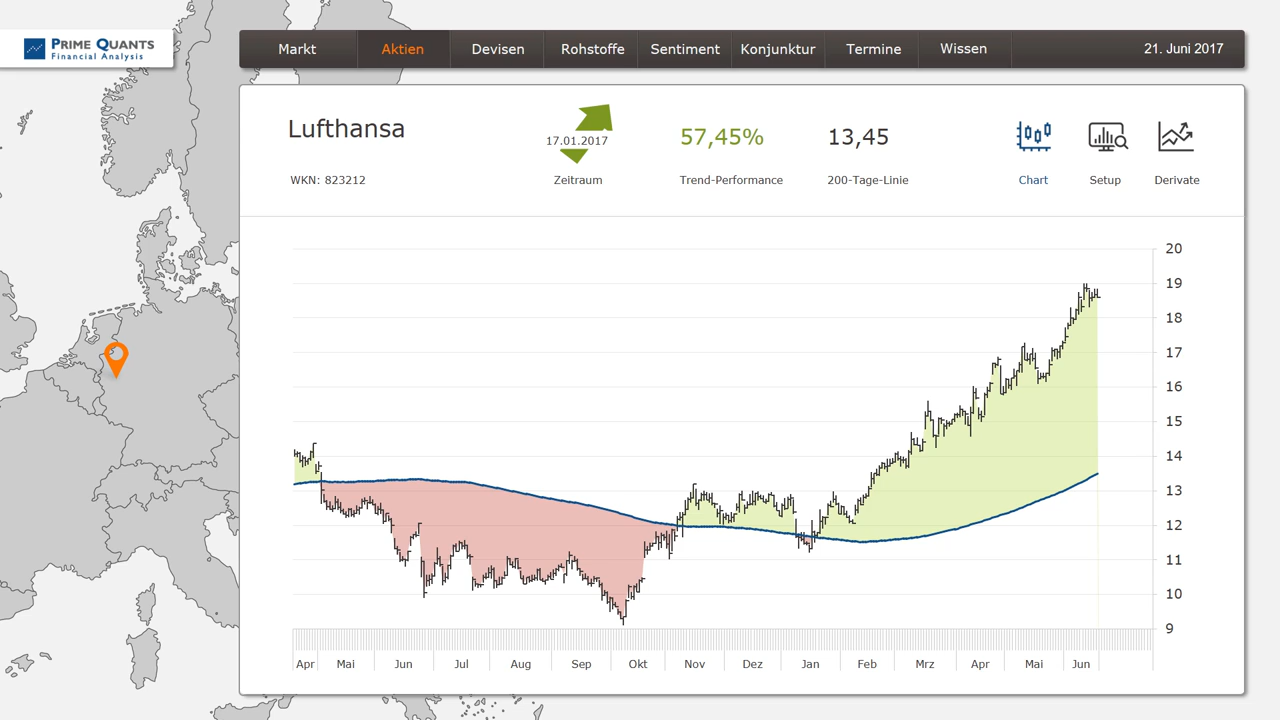 PRIME QUANTS
Financial Analysis
Markt Aktien Devisen Rohstoffe Sentiment Konjunktur Termine Wissen 21. Juni 2017
Lufthansa 17.01.2017 57,45% 13,45
WKN: 823212 Zeitraum Trend-Performance 200-Tage-Linie Chart Setup Derivate
20
19
18
17
16
15
14
13
12
11
10
9
Apr Mai Jun Jul Aug Sep Okt Nov Dez Jan Feb Mrz Apr Mai Jun